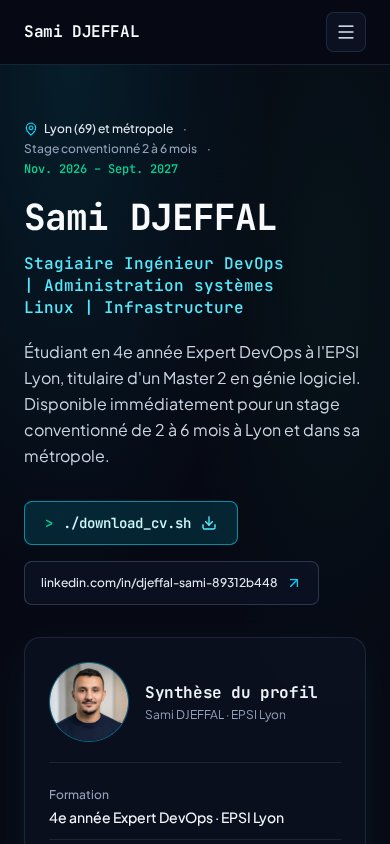 Sami DJEFFAL
Lyon (69) et métropole ·
Stage conventionné 2 à 6 mois ·
Nov. 2026 – Sept. 2027
Sami DJEFFAL
Stagiaire Ingénieur DevOps
| Administration systèmes
Linux | Infrastructure
Étudiant en 4e année Expert DevOps à l'EPSI
Lyon, titulaire d'un Master 2 en génie logiciel.
Disponible immédiatement pour un stage
conventionné de 2 à 6 mois à Lyon et dans sa
métropole.
> ./download_cv.sh
linkedin.com/in/djeffal-sami-89312b448
Synthèse du profil
Sami DJEFFAL · EPSI Lyon
Formation
4e année Expert DevOps · EPSI Lyon